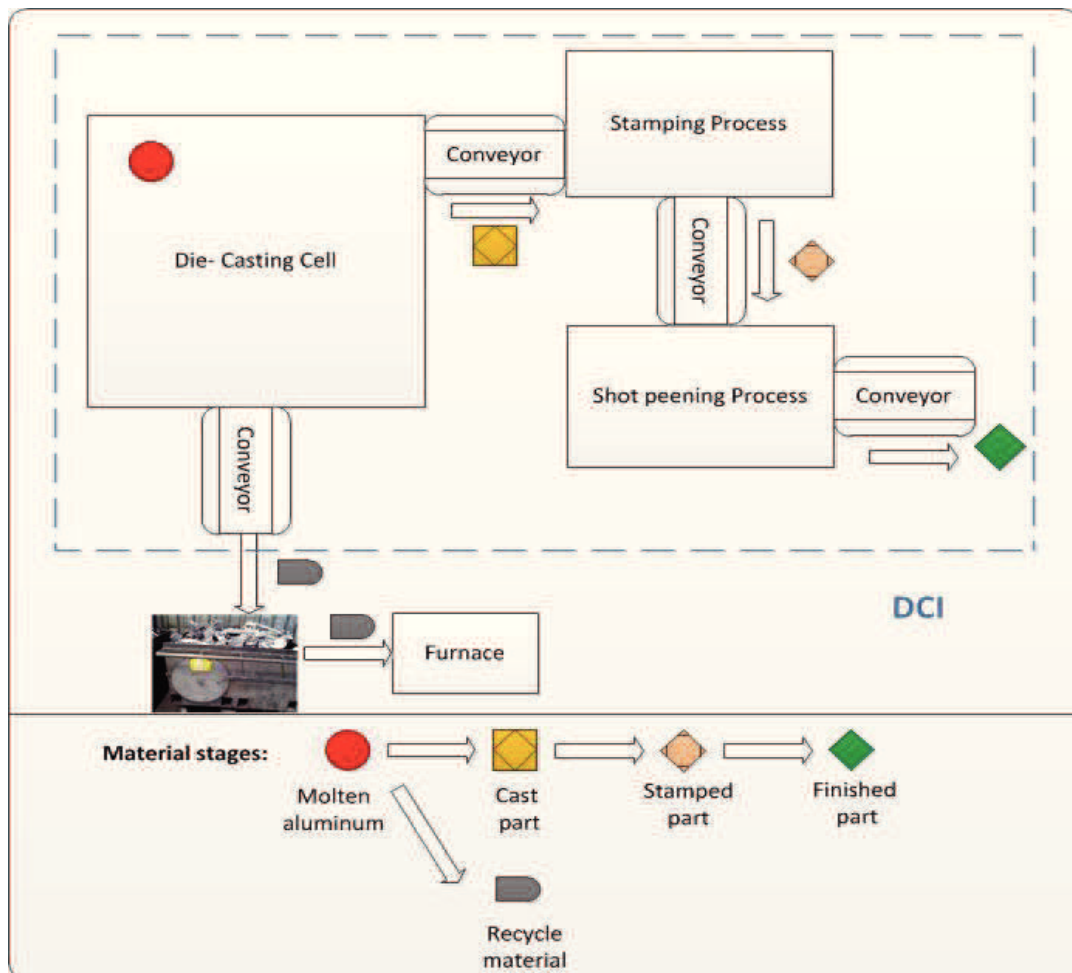 Stamping Process
Conveyor
Die- Casting Cell
Conveyor
Shot peening Process
Conveyor
Conveyor
DCI
Furnace
Material stages:
Molten
aluminum
Cast
part
Stamped
part
Finished
part
Recycle
material